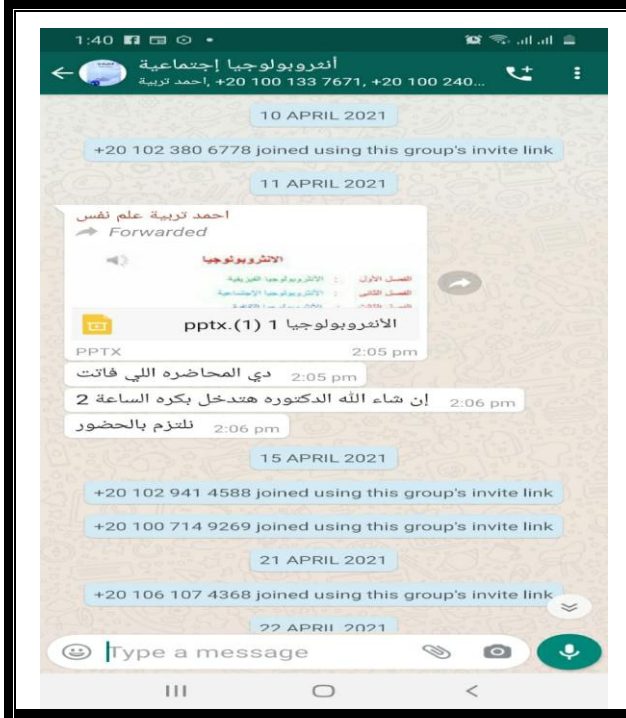 1:40
أنثروبولوجيا إجتماعية
احمد تربية, +20 100 133 7671, +20 100 240...
10 APRIL 2021
+20 102 380 6778 joined using this group's invite link
11 APRIL 2021
احمد تربية علم نفس
Forwarded
الانثروبولوجيا
الفصل الأول : الأنثروبولوجيا الفيزيقية
الفصل الثانى : الأنثروبولوجيا الإجتماعية
الأنثروبولوجيا 1 (1).pptx
PPTX 2:05 pm
دي المحاضره اللي فاتت 2:05 pm
إن شاء الله الدكتوره هتدخل بكره الساعة 2 2:06 pm
نلتزم بالحضور 2:06 pm
15 APRIL 2021
+20 102 941 4588 joined using this group's invite link
+20 100 714 9269 joined using this group's invite link
21 APRIL 2021
+20 106 107 4368 joined using this group's invite link
22 APRIL 2021
Type a message